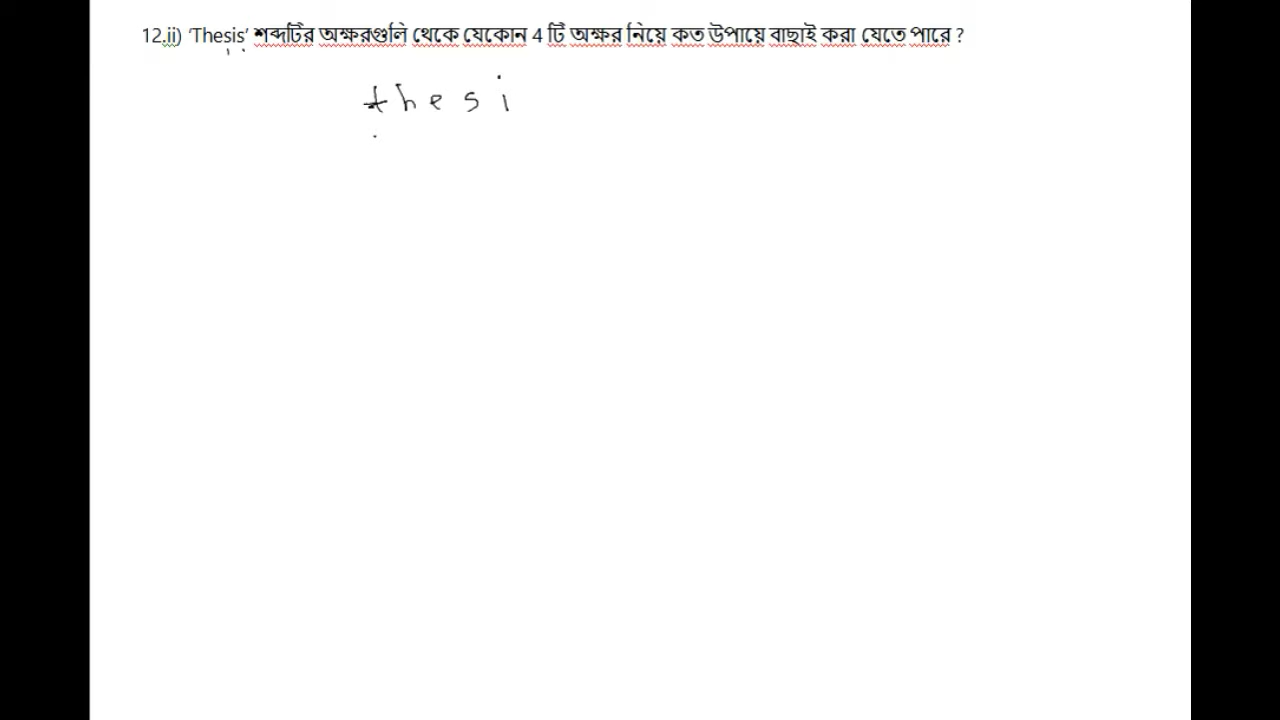 12.ii) ‘Thesis’ শব্দটির অক্ষরগুলি থেকে যেকোন 4 টি অক্ষর নিয়ে কত উপায়ে বাছাই করা যেতে পারে ?
t h e s i